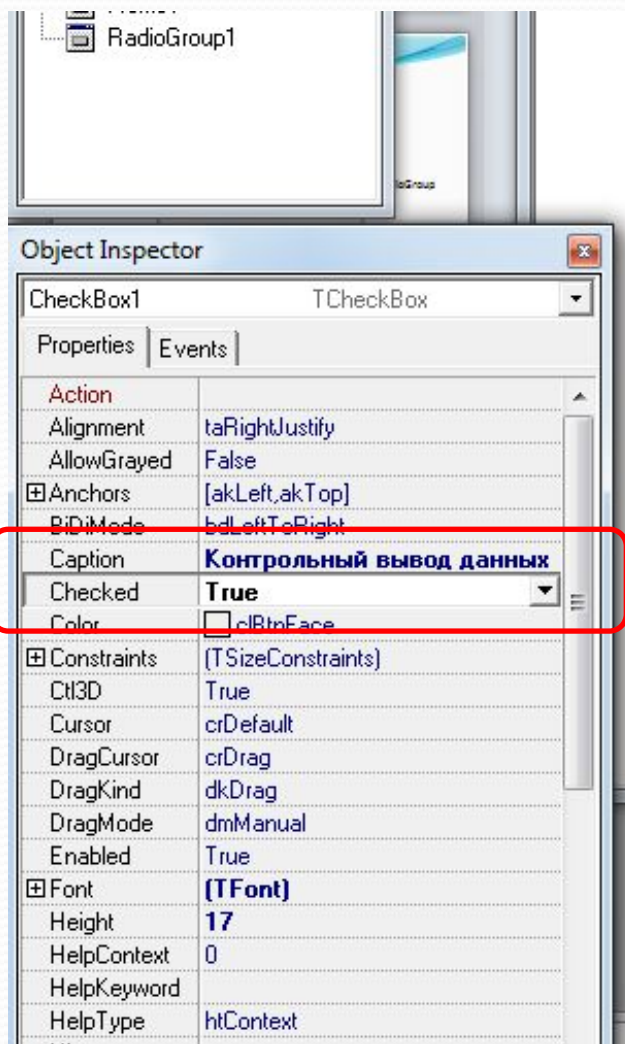 RadioGroup1
Object Inspector
CheckBox1 TCheckBox
Properties Events
Action
Alignment taRightJustify
AllowGrayed False
Anchors [akLeft,akTop]
BiDiMode bdLeftToRight
Caption Контрольный вывод данных
Checked True
Color clBtnFace
Constraints (TSizeConstraints)
Ctl3D True
Cursor crDefault
DragCursor crDrag
DragKind dkDrag
DragMode dmManual
Enabled True
Font (TFont)
Height 17
HelpContext 0
HelpKeyword
HelpType htContext